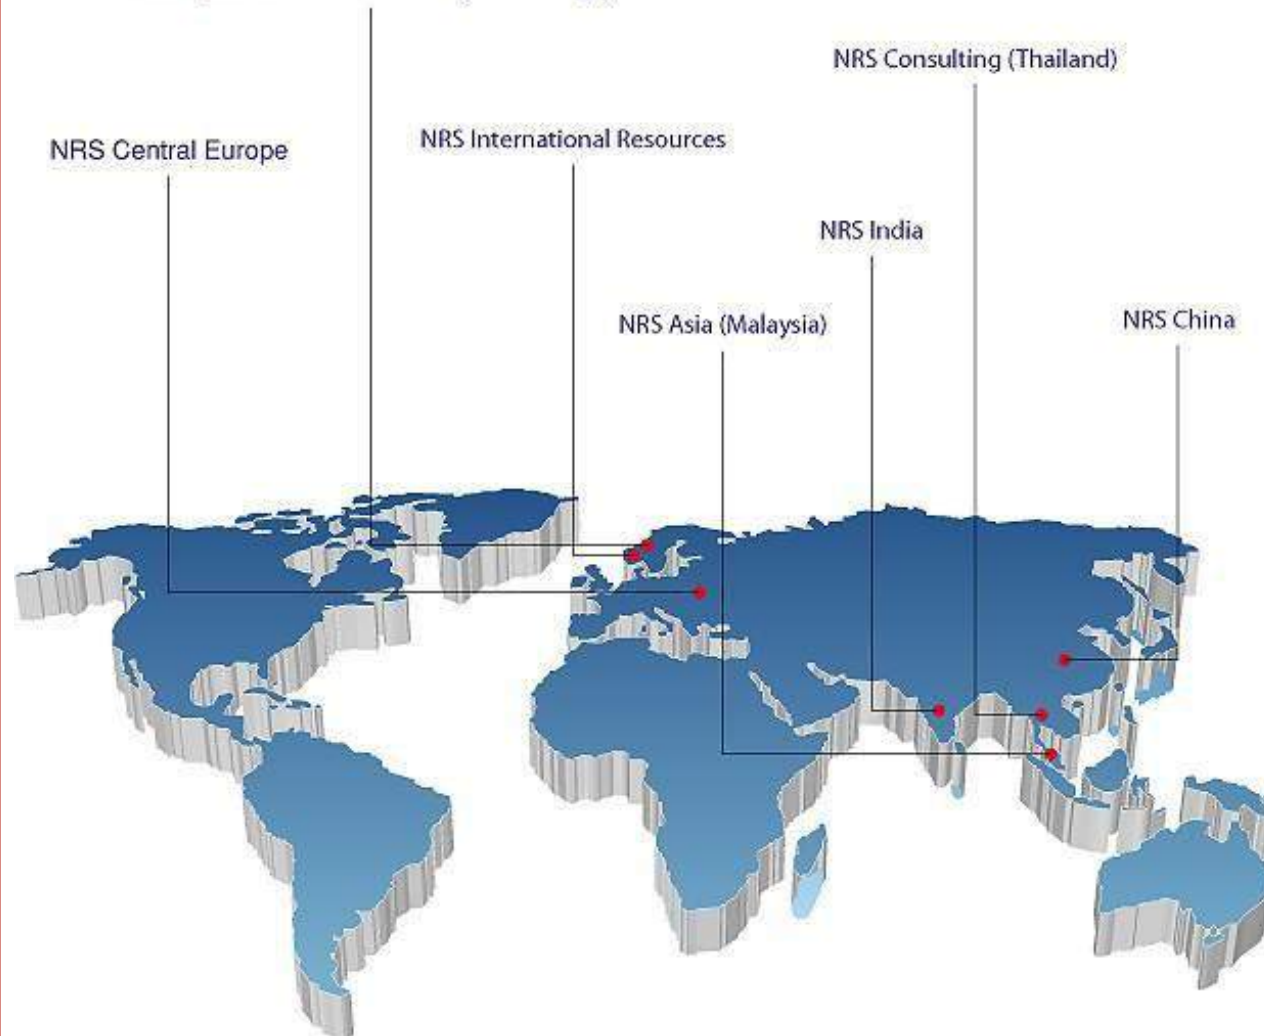 NRS Consulting (Thailand)
NRS International Resources
NRS Central Europe
NRS India
NRS China
NRS Asia (Malaysia)